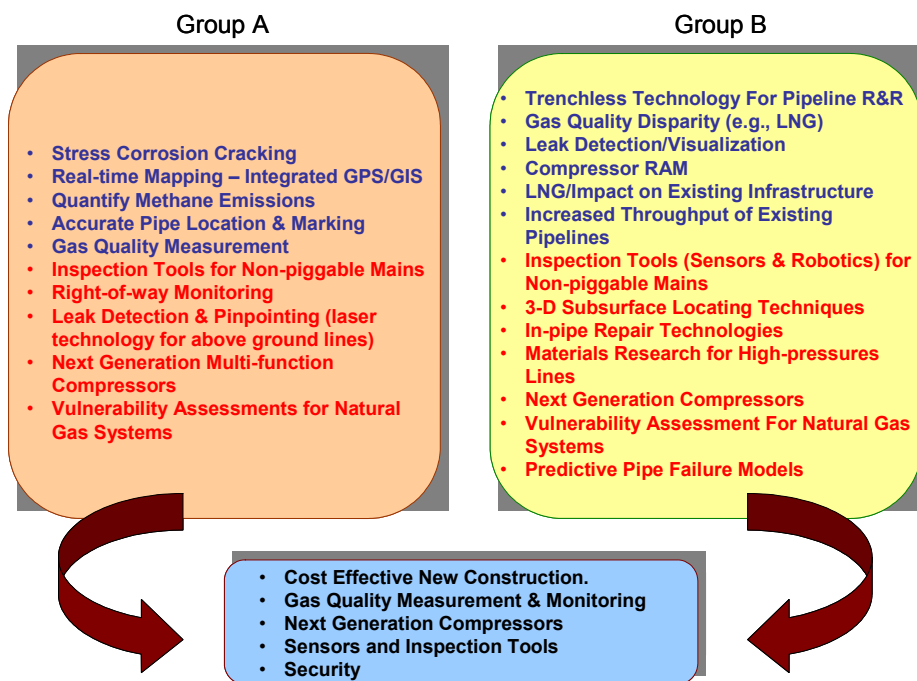 Group A
• Stress Corrosion Cracking
• Real-time Mapping – Integrated GPS/GIS
• Quantify Methane Emissions
• Accurate Pipe Location & Marking
• Gas Quality Measurement
• Inspection Tools for Non-piggable Mains
• Right-of-way Monitoring
• Leak Detection & Pinpointing (laser
technology for above ground lines)
• Next Generation Multi-function
Compressors
• Vulnerability Assessments for Natural
Gas Systems
Group B
• Trenchless Technology For Pipeline R&R
• Gas Quality Disparity (e.g., LNG)
• Leak Detection/Visualization
• Compressor RAM
• LNG/Impact on Existing Infrastructure
• Increased Throughput of Existing
Pipelines
• Inspection Tools (Sensors & Robotics) for
Non-piggable Mains
• 3-D Subsurface Locating Techniques
• In-pipe Repair Technologies
• Materials Research for High-pressures
Lines
• Next Generation Compressors
• Vulnerability Assessment For Natural Gas
Systems
• Predictive Pipe Failure Models
• Cost Effective New Construction.
• Gas Quality Measurement & Monitoring
• Next Generation Compressors
• Sensors and Inspection Tools
• Security